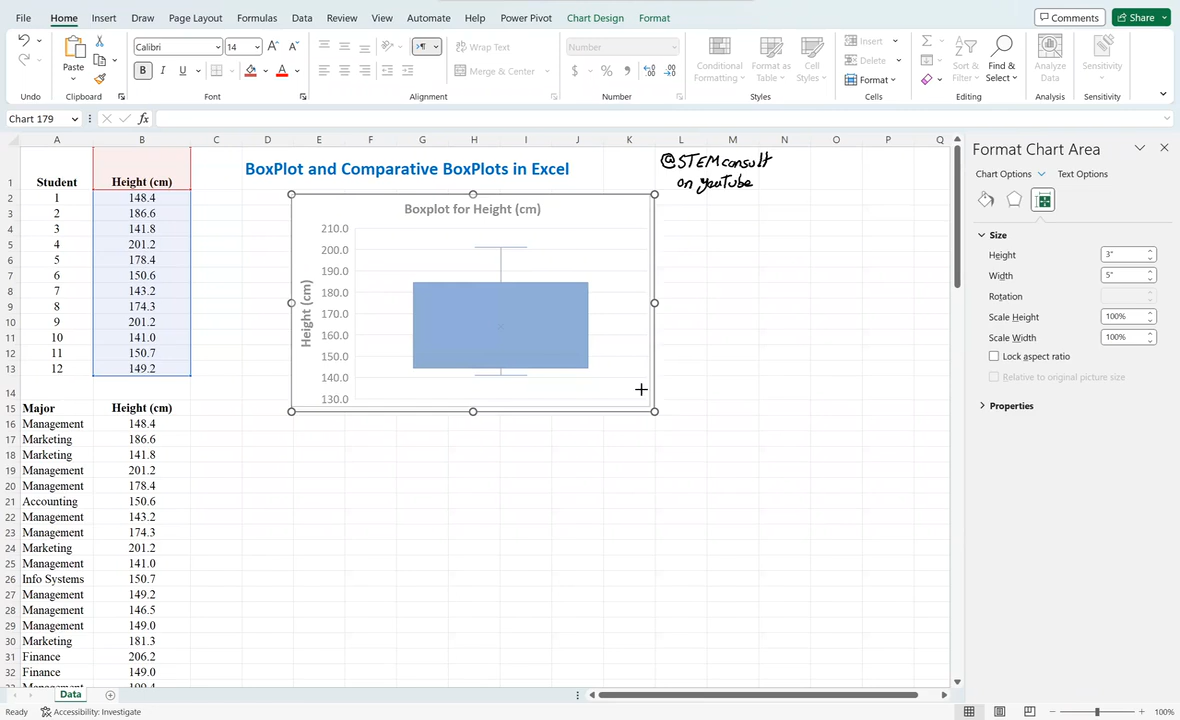 File Home Insert Draw Page Layout Formulas Data Review View Automate Help Power Pivot Chart Design Format Comments Share
Calibri 14 Wrap Text Number Insert
Paste B I U Merge & Center $ % Conditional Formatting Format as Table Cell Styles Delete Format Sort & Filter Find & Select Analyze Data Sensitivity
Undo Clipboard Font Alignment Number Styles Cells Editing Analysis Sensitivity
Chart 179 fx
A B C D E F G H I J K L M N O P Q
1 Student Height (cm)
BoxPlot and Comparative BoxPlots in Excel
@STEMconsult
on YouTube
2 1 148.4
3 2 186.6
4 3 141.8
5 4 201.2
6 5 178.4
7 6 150.6
8 7 143.2
9 8 174.3
10 9 201.2
11 10 141.0
12 11 150.7
13 12 149.2
14
15 Major Height (cm)
16 Management 148.4
17 Marketing 186.6
18 Marketing 141.8
19 Management 201.2
20 Management 178.4
21 Accounting 150.6
22 Management 143.2
23 Management 174.3
24 Marketing 201.2
25 Management 141.0
26 Info Systems 150.7
27 Management 149.2
28 Management 146.5
29 Management 149.0
30 Marketing 181.3
31 Finance 206.2
32 Finance 149.0
Boxplot for Height (cm)
Height (cm)
210.0
200.0
190.0
180.0
170.0
160.0
150.0
140.0
130.0
Format Chart Area
Chart Options Text Options
Size
Height 3"
Width 5"
Rotation
Scale Height 100%
Scale Width 100%
Lock aspect ratio
Relative to original picture size
Properties
Data
Ready Accessibility: Investigate 100%